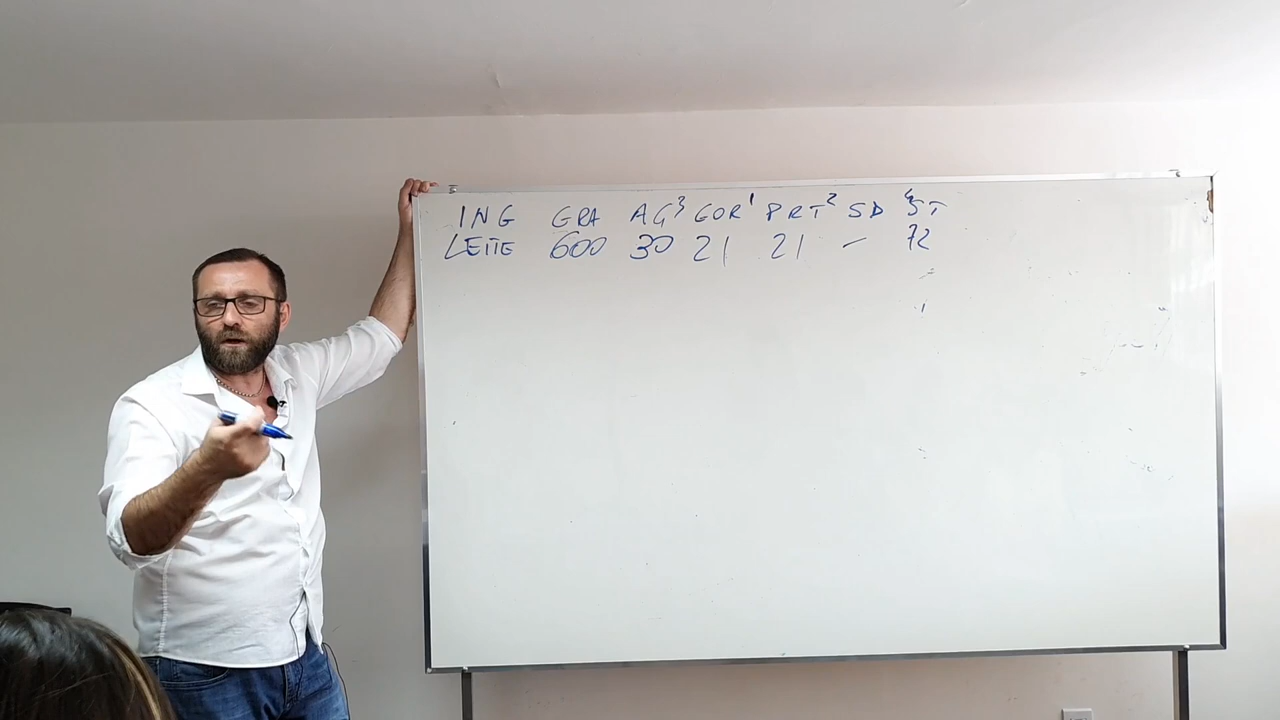 ING GRA AG³ GOR¹ PRT² SD ⁴ST
LEITE 600 30 21 21 – 72